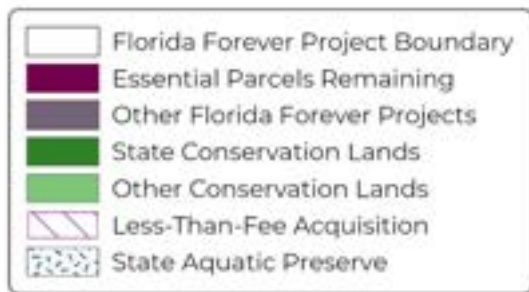 Florida Forever Project Boundary
Essential Parcels Remaining
Other Florida Forever Projects
State Conservation Lands
Other Conservation Lands
Less-Than-Fee Acquisition
State Aquatic Preserve